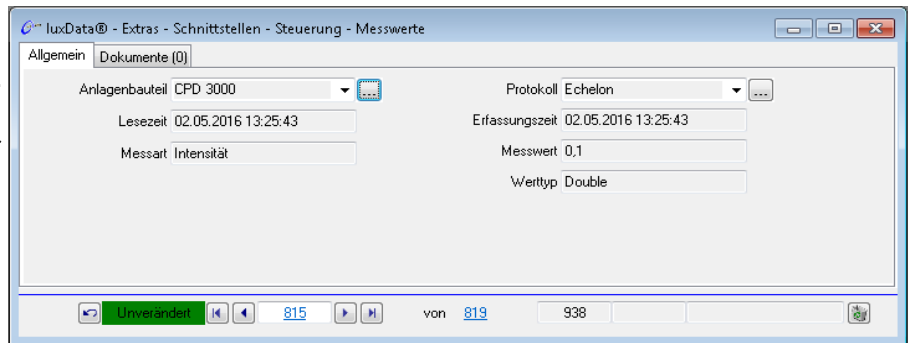 luxData® - Extras - Schnittstellen - Steuerung - Messwerte
Allgemein Dokumente (0)
Anlagenbauteil CPD 3000 ... Protokoll Echelon ...
Lesezeit 02.05.2016 13:25:43 Erfassungszeit 02.05.2016 13:25:43
Messart Intensität Messwert 0,1
Werttyp Double
Unverändert 815 von 819 938